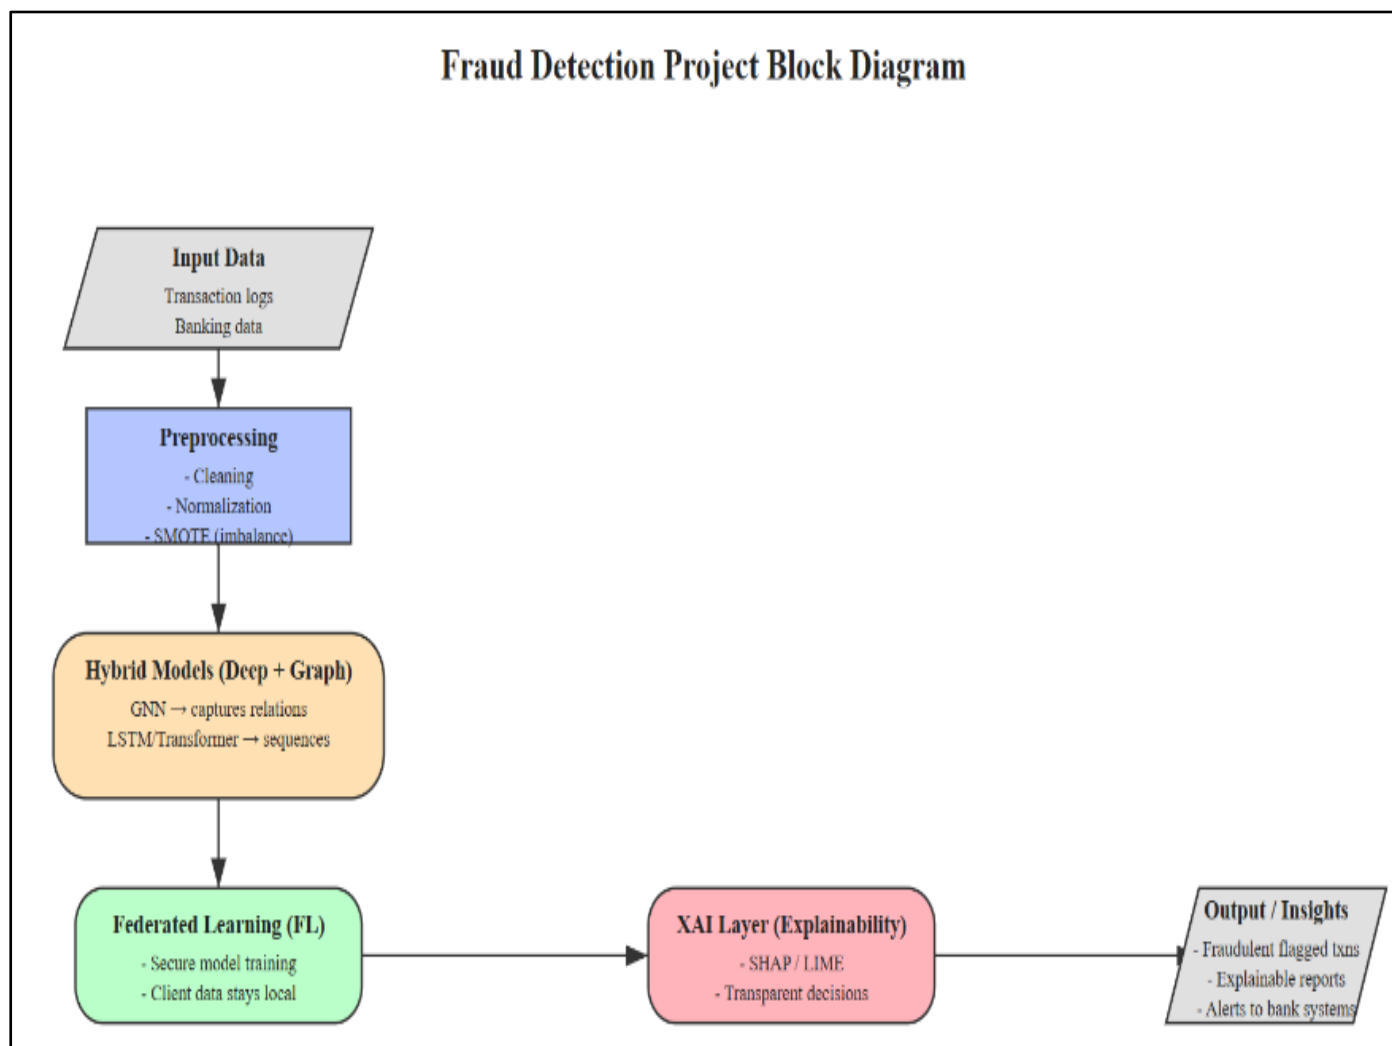 Fraud Detection Project Block Diagram
Input Data
Transaction logs
Banking data
Preprocessing
- Cleaning
- Normalization
- SMOTE (imbalance)
Hybrid Models (Deep + Graph)
GNN → captures relations
LSTM/Transformer → sequences
Federated Learning (FL)
- Secure model training
- Client data stays local
XAI Layer (Explainability)
- SHAP / LIME
- Transparent decisions
Output / Insights
- Fraudulent flagged txns
- Explainable reports
- Alerts to bank systems